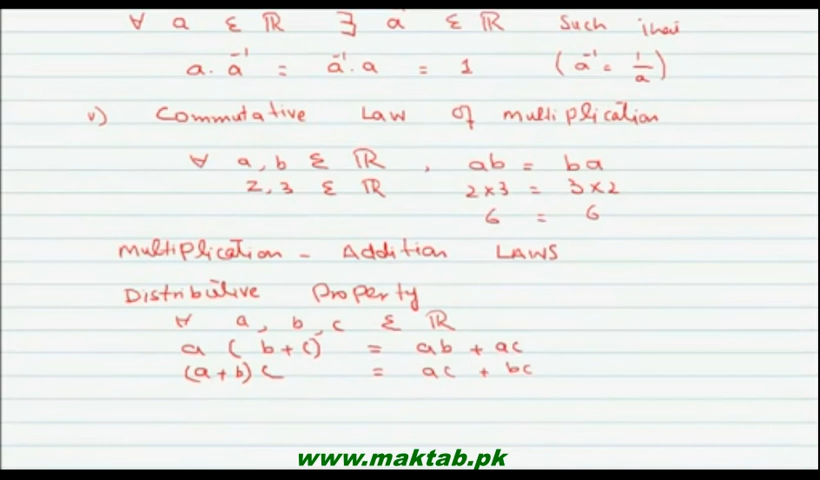 ∀ a ε ℝ ∃ a ε ℝ Such that
a. a⁻¹ = a⁻¹.a = 1 (a⁻¹ = 1/a)
v) Commutative Law of multiplication
∀ a, b ε ℝ , ab = ba
2, 3 ε ℝ 2×3 = 3×2
6 = 6
Multiplication - Addition LAWS
Distributive Property
∀ a, b, c ε ℝ
a (b+c) = ab + ac
(a+b)c = ac + bc
www.maktab.pk